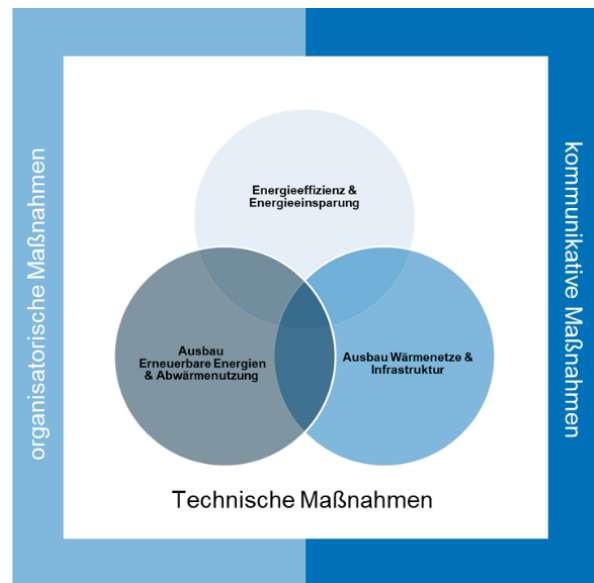 organisatorische Maßnahmen
Energieeffizienz &
Energieeinsparung
Ausbau
Erneuerbare Energien
& Abwärmenutzung
Ausbau Wärmenetze &
Infrastruktur
Technische Maßnahmen
kommunikative Maßnahmen